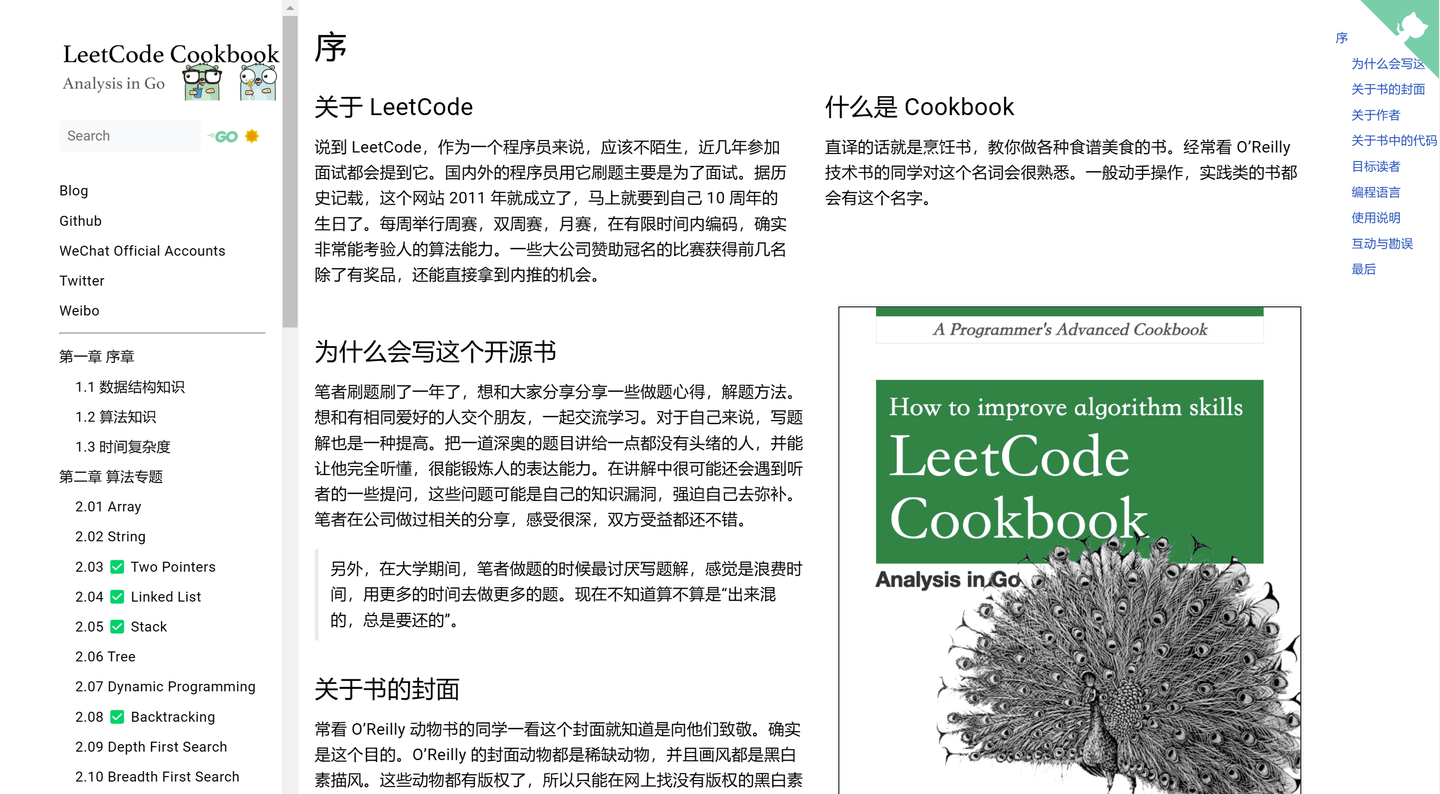 LeetCode Cookbook
Analysis in Go
Search
GO
Blog
Github
WeChat Official Accounts
Twitter
Weibo
第一章 序章
1.1 数据结构知识
1.2 算法知识
1.3 时间复杂度
第二章 算法专题
2.01 Array
2.02 String
2.03 ✅ Two Pointers
2.04 ✅ Linked List
2.05 ✅ Stack
2.06 Tree
2.07 Dynamic Programming
2.08 ✅ Backtracking
2.09 Depth First Search
2.10 Breadth First Search
序
关于 LeetCode
说到 LeetCode，作为一个程序员来说，应该不陌生，近几年参加
面试都会提到它。国内外的程序员用它刷题主要是为了面试。据历
史记载，这个网站 2011 年就成立了，马上就要到自己 10 周年的
生日了。每周举行周赛，双周赛，月赛，在有限时间内编码，确实
非常能考验人的算法能力。一些大公司赞助冠名的比赛获得前几名
除了有奖品，还能直接拿到内推的机会。
什么是 Cookbook
直译的话就是烹饪书，教你做各种食谱美食的书。经常看 O’Reilly
技术书的同学对这个名词会很熟悉。一般动手操作，实践类的书都
会有这个名字。
为什么会写这个开源书
笔者刷题刷了一年了，想和大家分享分享一些做题心得，解题方法。
想和有相同爱好的人交个朋友，一起交流学习。对于自己来说，写题
解也是一种提高。把一道深奥的题目讲给一点都没有头绪的人，并能
让他完全听懂，很能锻炼人的表达能力。在讲解中很可能还会遇到听
者的一些提问，这些问题可能是自己的知识漏洞，强迫自己去弥补。
笔者在公司做过相关的分享，感受很深，双方受益都还不错。
另外，在大学期间，笔者做题的时候最讨厌写题解，感觉是浪费时
间，用更多的时间去做更多的题。现在不知道算不算是“出来混
的，总是要还的”。
关于书的封面
常看 O’Reilly 动物书的同学一看这个封面就知道是向他们致敬。确实
是这个目的。O’Reilly 的封面动物都是稀缺动物，并且画风都是黑白
素描风。这些动物都有版权了，所以只能在网上找没有版权的黑白素
A Programmer's Advanced Cookbook
How to improve algorithm skills
LeetCode
Cookbook
Analysis in Go
序
为什么会写这
关于书的封面
关于作者
关于书中的代码
目标读者
编程语言
使用说明
互动与勘误
最后